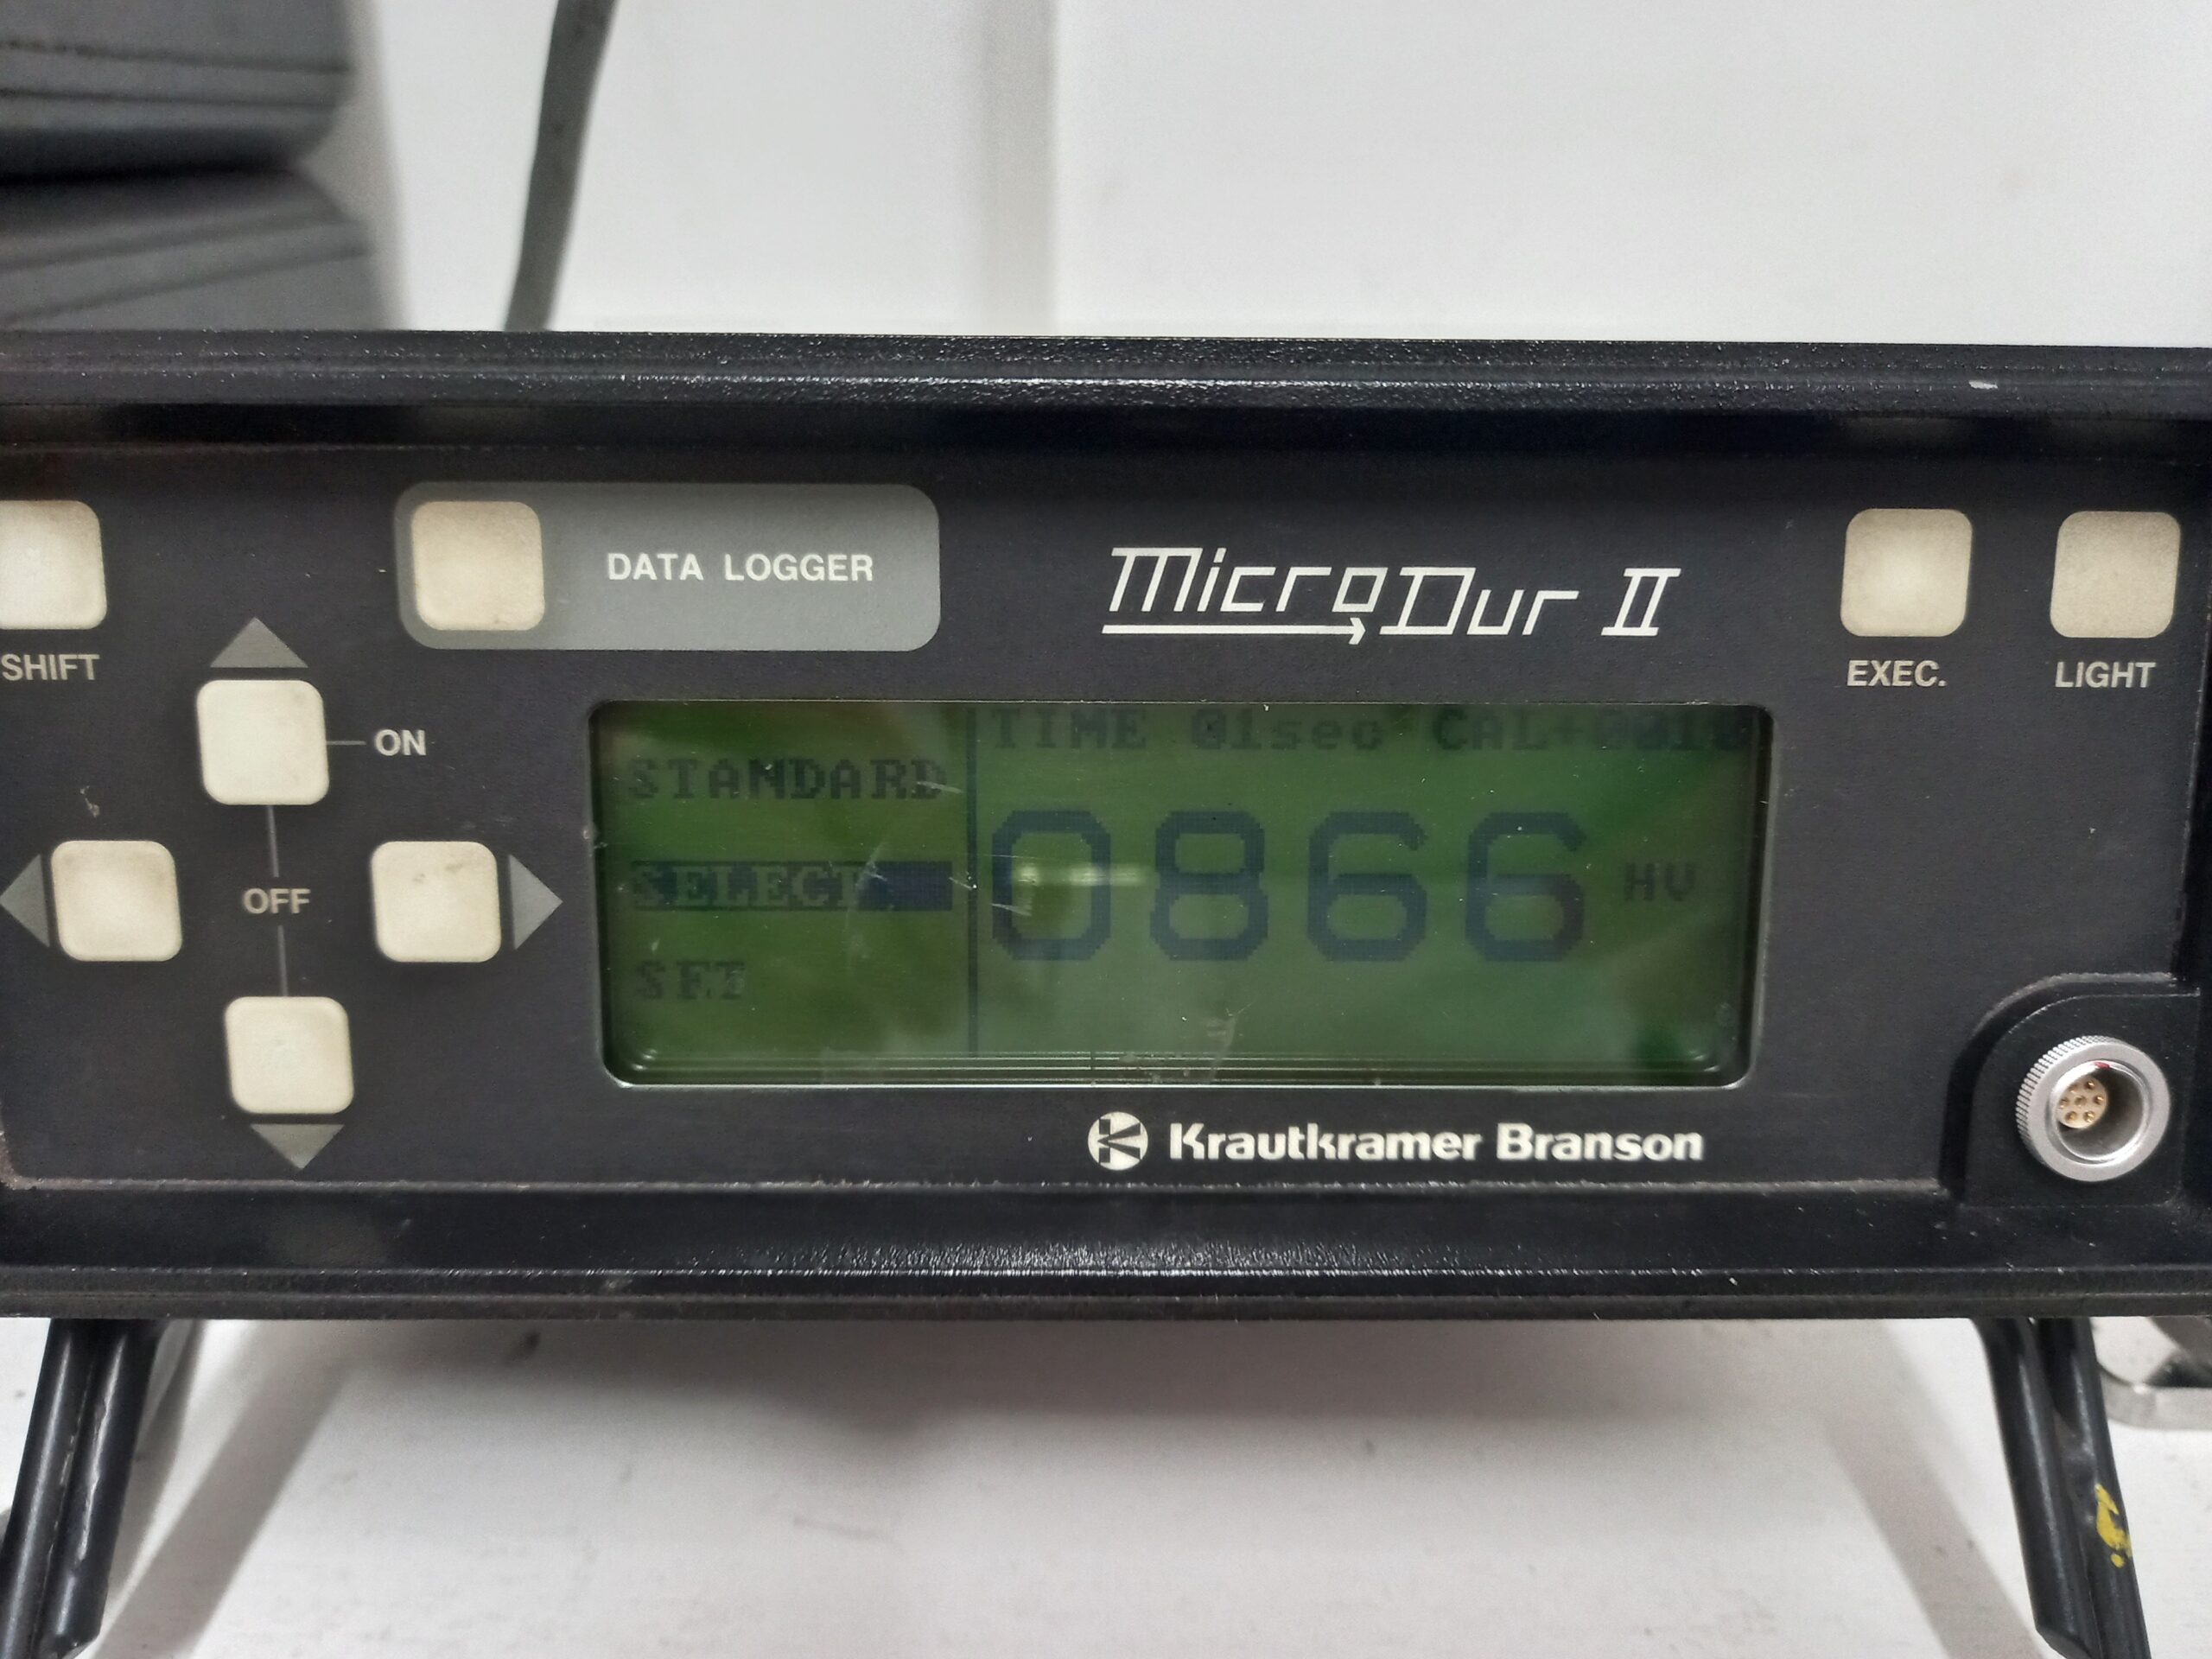 DATA LOGGER
MicroDur II
SHIFT
EXEC.
LIGHT
ON
OFF
TIME 01sec CAL+0010
STANDARD
0866 HV
SELECT
SET
Krautkramer Branson